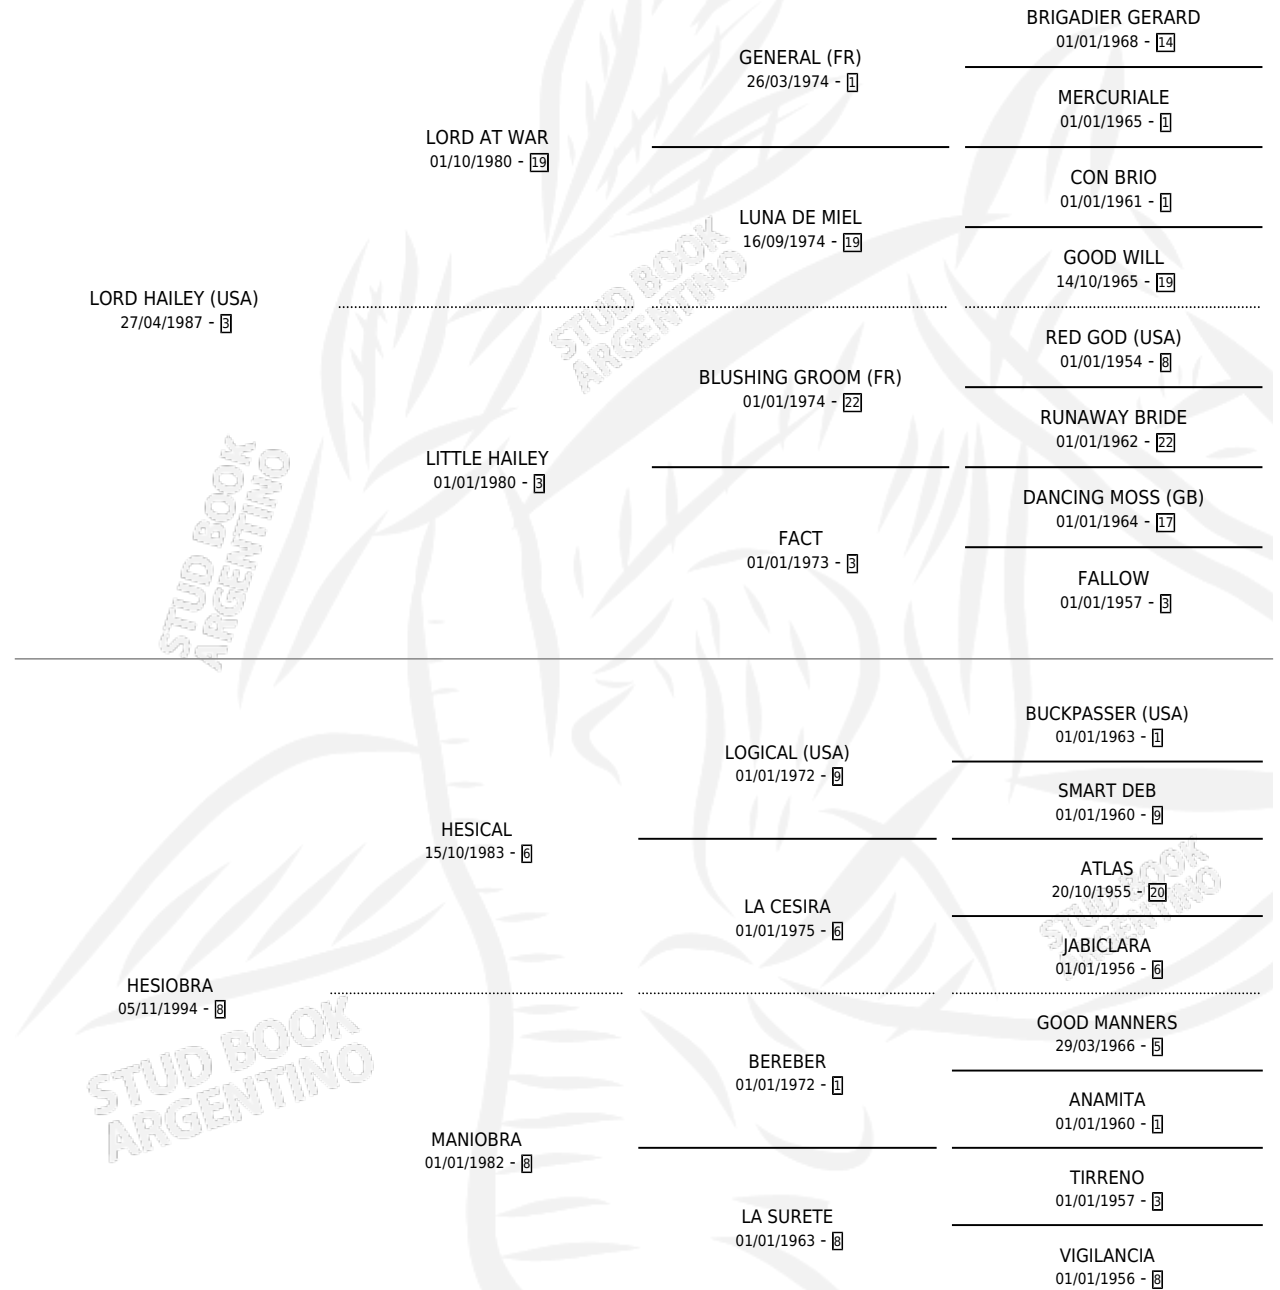 BRIGADIER GERARD
01/01/1968 - 14
GENERAL (FR)
26/03/1974 - 1
MERCURIALE
01/01/1965 - 1
LORD AT WAR
01/10/1980 - 19
CON BRIO
01/01/1961 - 1
LUNA DE MIEL
16/09/1974 - 19
GOOD WILL
14/10/1965 - 19
LORD HAILEY (USA)
27/04/1987 - 3
RED GOD (USA)
01/01/1954 - 8
BLUSHING GROOM (FR)
01/01/1974 - 22
RUNAWAY BRIDE
01/01/1962 - 22
LITTLE HAILEY
01/01/1980 - 3
DANCING MOSS (GB)
01/01/1964 - 17
FACT
01/01/1973 - 3
FALLOW
01/01/1957 - 3
BUCKPASSER (USA)
01/01/1963 - 1
LOGICAL (USA)
01/01/1972 - 9
SMART DEB
01/01/1960 - 9
HESICAL
15/10/1983 - 6
ATLAS
20/10/1955 - 20
LA CESIRA
01/01/1975 - 6
JABICLARA
01/01/1956 - 6
HESIOBRA
05/11/1994 - 8
GOOD MANNERS
29/03/1966 - 5
BEREBER
01/01/1972 - 1
ANAMITA
01/01/1960 - 1
MANIOBRA
01/01/1982 - 8
TIRRENO
01/01/1957 - 3
LA SURETE
01/01/1963 - 8
VIGILANCIA
01/01/1956 - 8
STUD BOOK
ARGENTINO
STUD BOOK
ARGENTINO
STUD BOOK
ARGENTINO
STUD BOOK
ARGENTINO